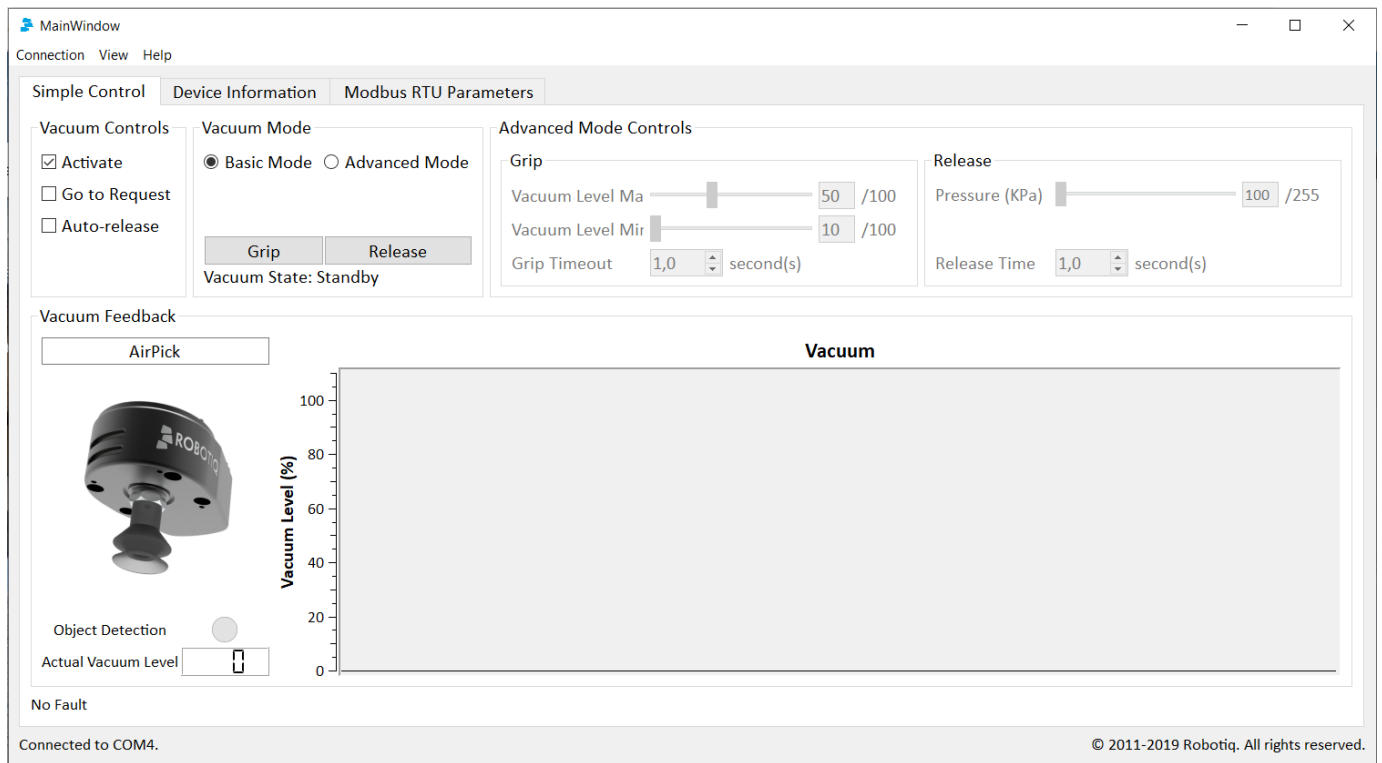 MainWindow
Connection View Help
Simple Control Device Information Modbus RTU Parameters
Vacuum Controls
Activate
Go to Request
Auto-release
Vacuum Mode
Basic Mode Advanced Mode
Grip Release
Vacuum State: Standby
Advanced Mode Controls
Grip
Vacuum Level Ma 50 /100
Vacuum Level Mir 10 /100
Grip Timeout 1,0 second(s)
Release
Pressure (KPa) 100 /255
Release Time 1,0 second(s)
Vacuum Feedback
AirPick
ROBOTIQ
Object Detection
Actual Vacuum Level 0
Vacuum
Vacuum Level (%)
100
80
60
40
20
0
No Fault
Connected to COM4.
© 2011-2019 Robotiq. All rights reserved.